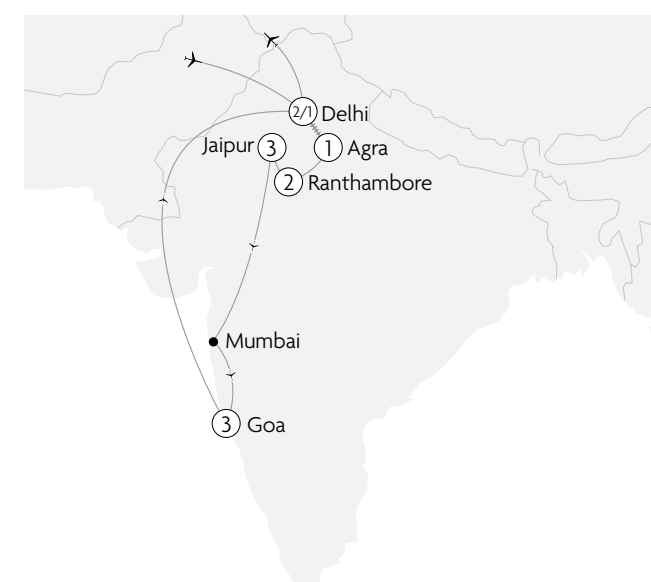 2/1 Delhi
Jaipur 3
1 Agra
2 Ranthambore
Mumbai
3 Goa